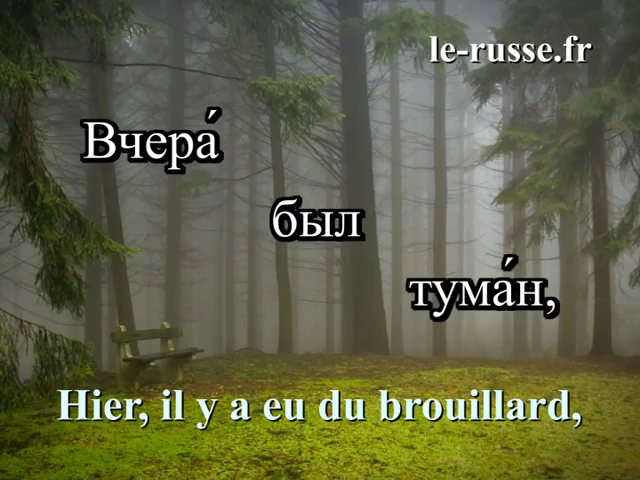 le-russe.fr
Вчера́
был
тума́н,
Hier, il y a eu du brouillard,